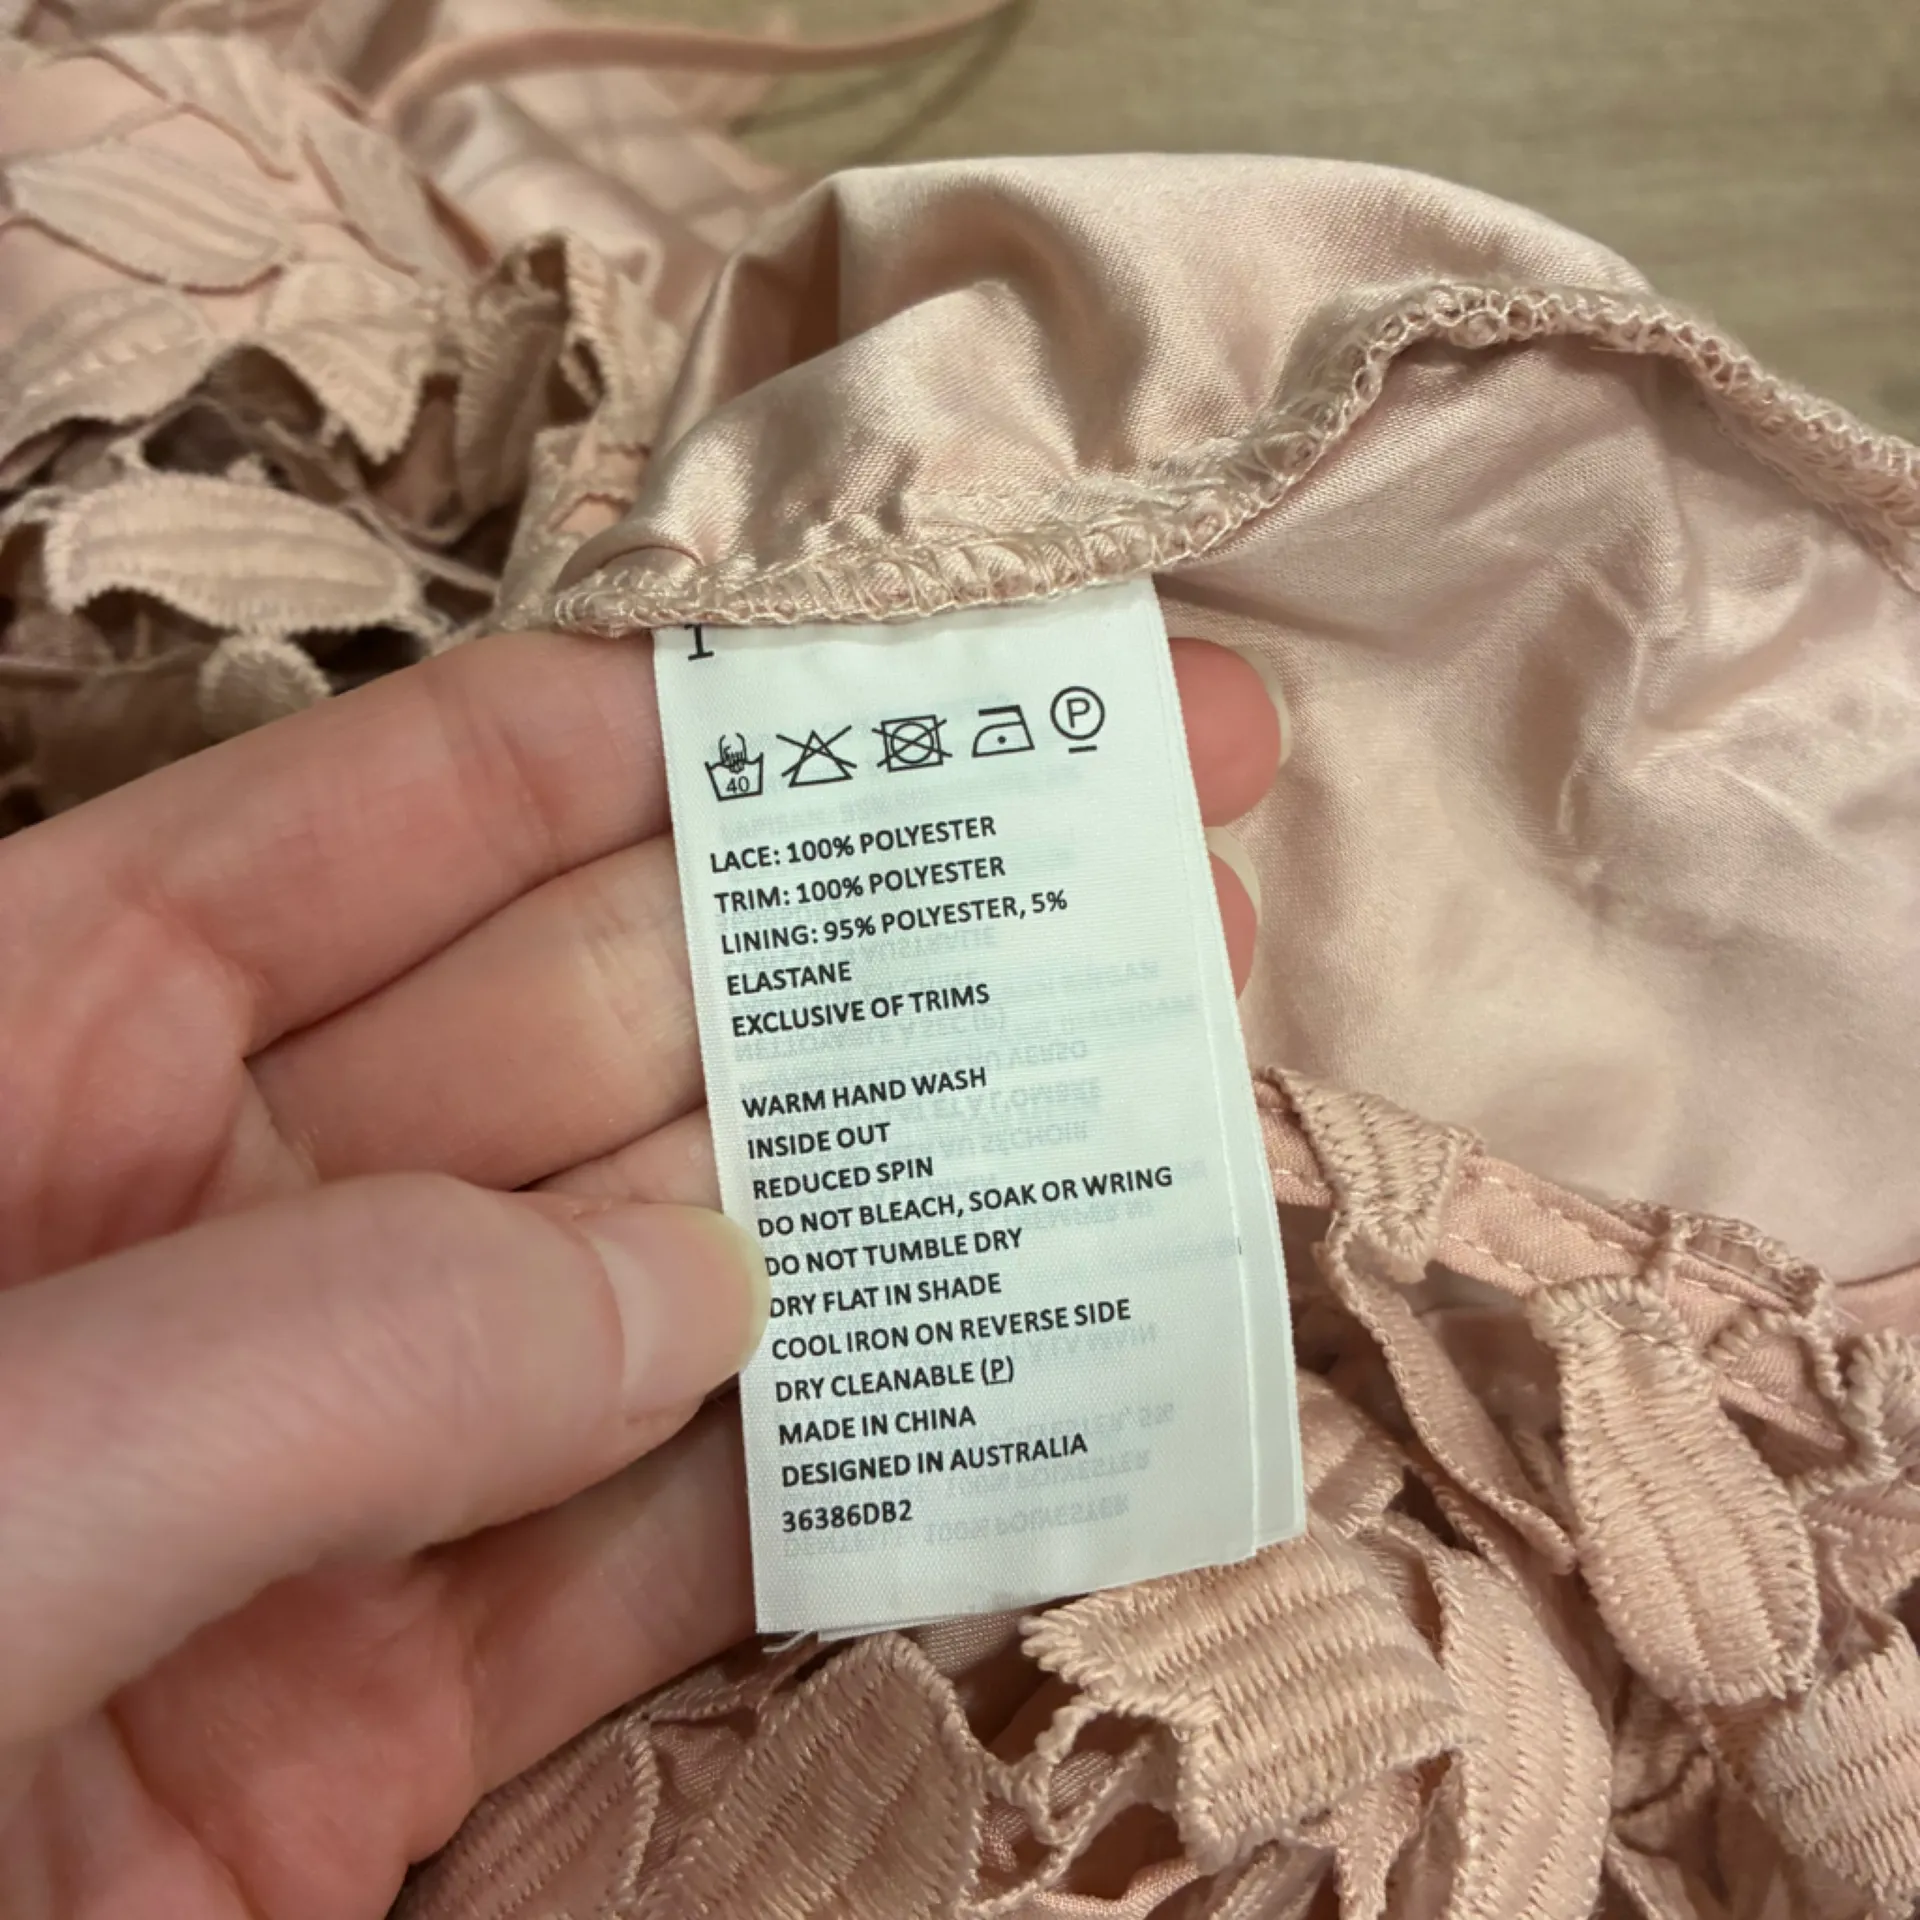 1
40 P
LACE: 100% POLYESTER
TRIM: 100% POLYESTER
LINING: 95% POLYESTER, 5%
ELASTANE
EXCLUSIVE OF TRIMS
WARM HAND WASH
INSIDE OUT
REDUCED SPIN
DO NOT BLEACH, SOAK OR WRING
DO NOT TUMBLE DRY
DRY FLAT IN SHADE
COOL IRON ON REVERSE SIDE
DRY CLEANABLE (P)
MADE IN CHINA
DESIGNED IN AUSTRALIA
36386DB2